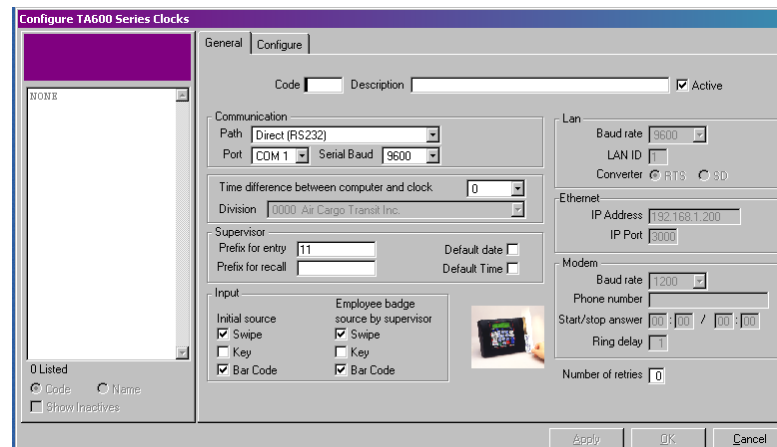 Configure TA600 Series Clocks
NONE
0 Listed
Code Name
Show Inactives
General Configure
Code Description Active
Communication
Path Direct (RS232)
Port COM 1 Serial Baud 9600
Time difference between computer and clock 0
Division 0000 Air Cargo Transit Inc.
Supervisor
Prefix for entry 11 Default date
Prefix for recall Default Time
Input
Initial source
Swipe
Key
Bar Code
Employee badge
source by supervisor
Swipe
Key
Bar Code
Lan
Baud rate 9600
LAN ID 1
Converter RTS SD
Ethernet
IP Address 192.168.1.200
IP Port 3000
Modem
Baud rate 1200
Phone number
Start/stop answer 00 : 00 / 00 : 00
Ring delay 1
Number of retries 0
Apply OK Cancel